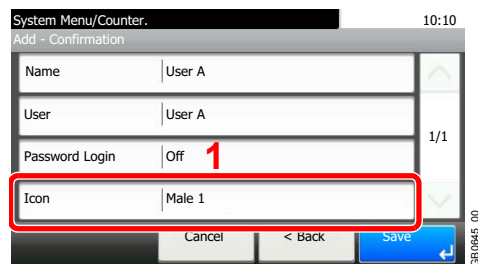 System Menu/Counter. 10:10
Add - Confirmation
Name User A
User User A
1/1
Password Login Off 1
Icon Male 1
Cancel < Back Save
GB0645_00